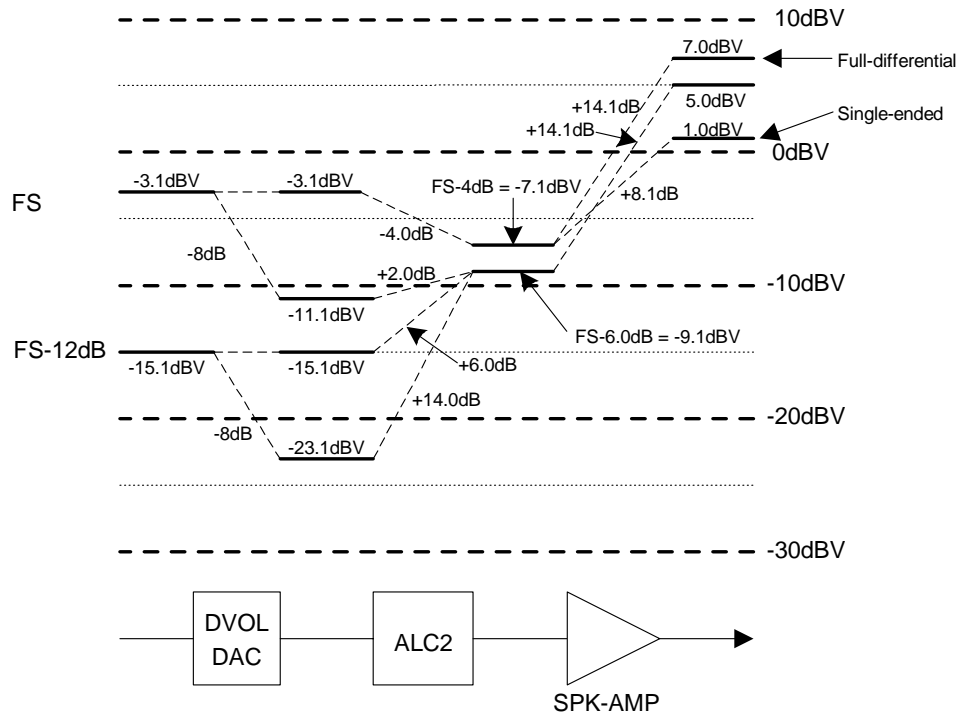 10dBV
7.0dBV
Full-differential
+14.1dB
5.0dBV
+14.1dB
1.0dBV
Single-ended
0dBV
FS
-3.1dBV
-3.1dBV
FS-4dB = -7.1dBV
+8.1dB
-4.0dB
-8dB
+2.0dB
-10dBV
-11.1dBV
FS-6.0dB = -9.1dBV
FS-12dB
-15.1dBV
-15.1dBV
+6.0dB
+14.0dB
-20dBV
-8dB
-23.1dBV
-30dBV
DVOL
DAC
ALC2
SPK-AMP